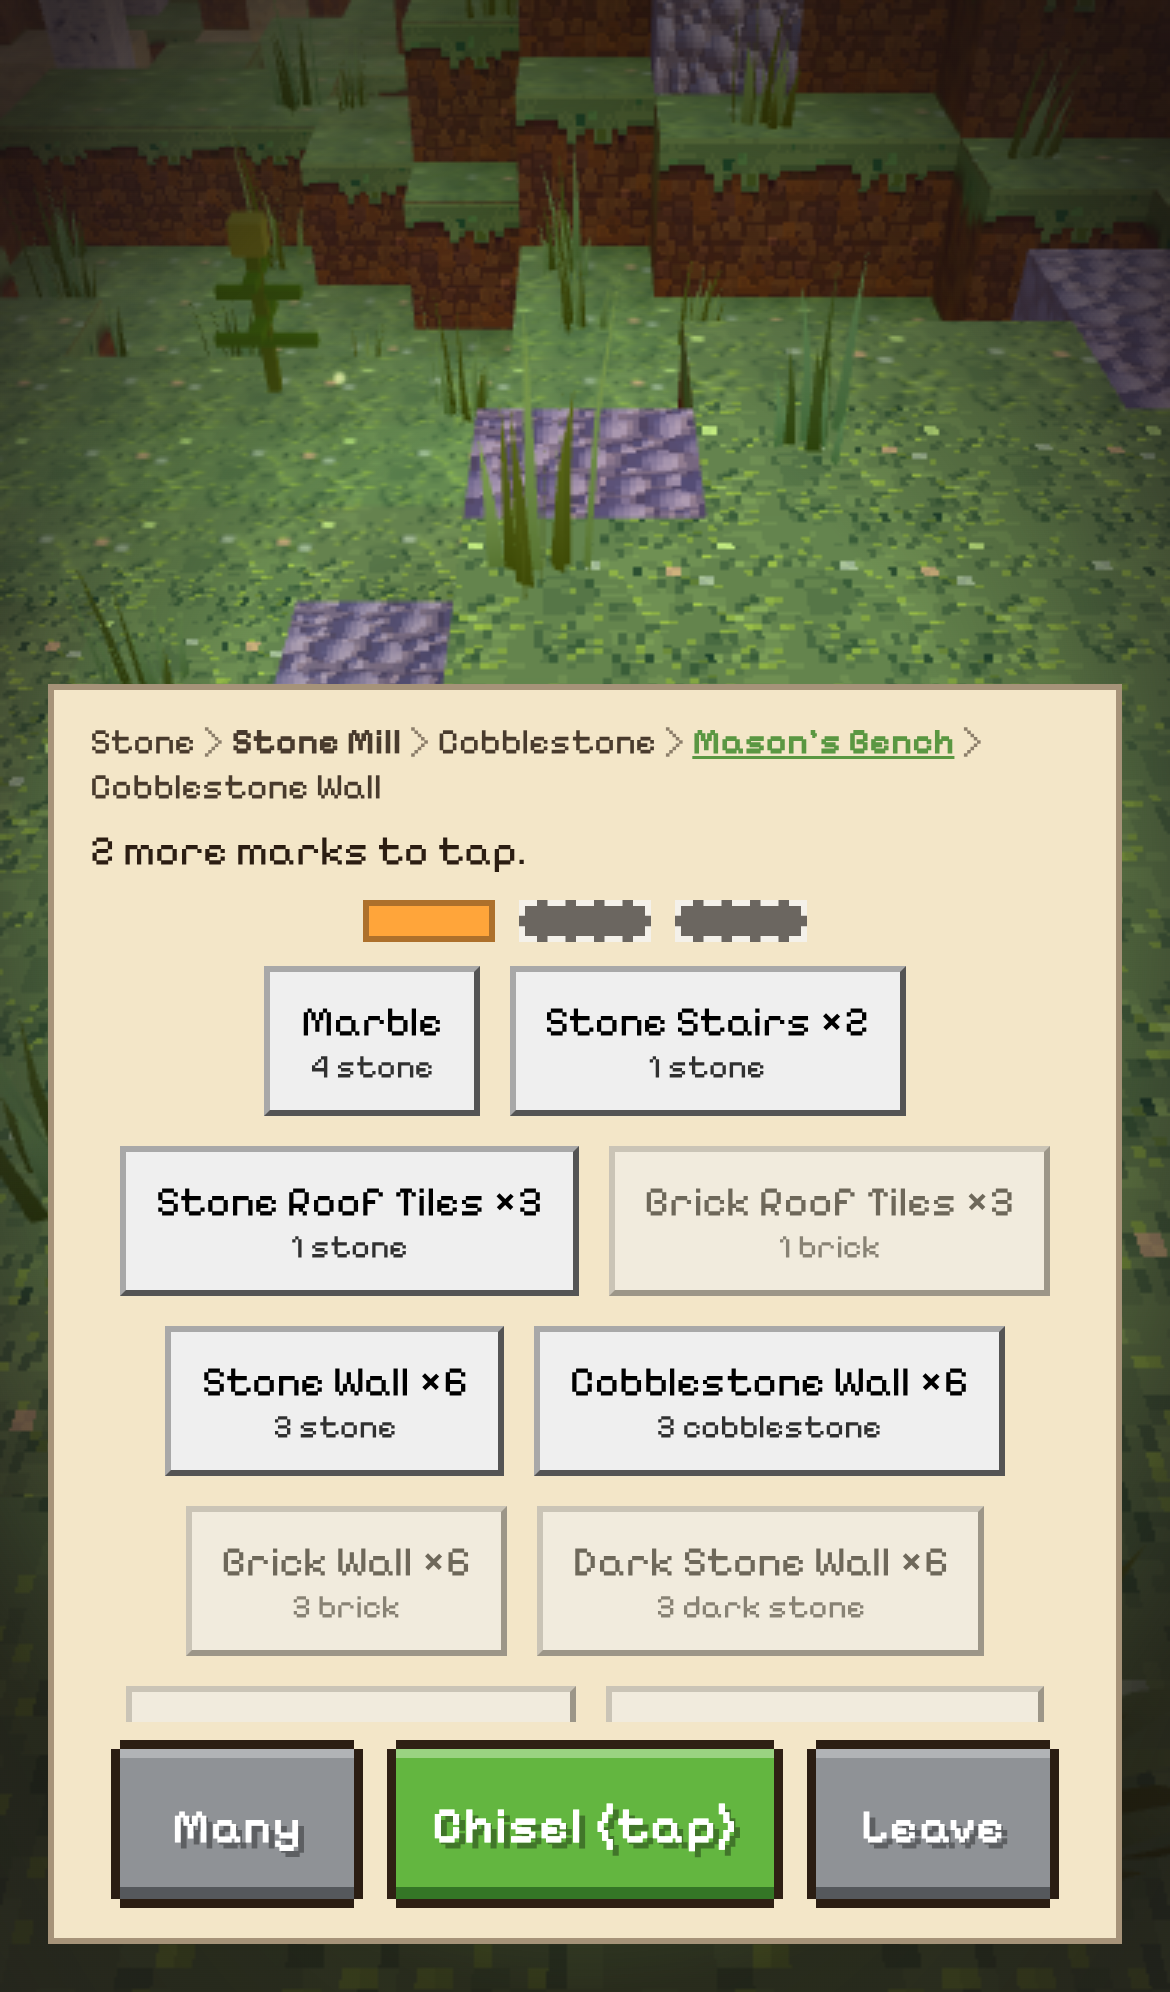 Stone > Stone Mill > Cobblestone > Mason's Bench >
Cobblestone Wall
2 more marks to tap.
Marble
4 stone
Stone Stairs ×2
1 stone
Stone Roof Tiles ×3
1 stone
Brick Roof Tiles ×3
1 brick
Stone Wall ×6
3 stone
Cobblestone Wall ×6
3 cobblestone
Brick Wall ×6
3 brick
Dark Stone Wall ×6
3 dark stone
Many
Chisel (tap)
Leave